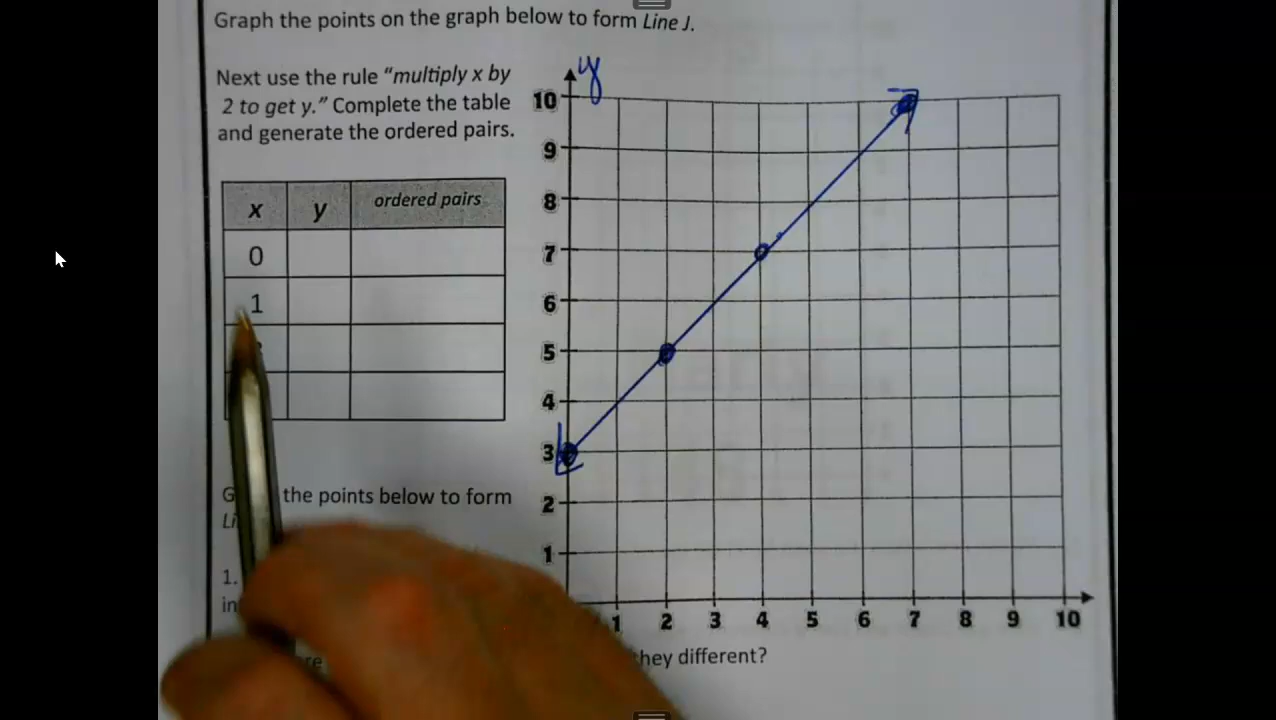 Graph the points on the graph below to form Line J.
Next use the rule "multiply x by
2 to get y." Complete the table
and generate the ordered pairs.
x y ordered pairs
0
1
the points below to form
1.
y
10
9
8
7
6
5
4
3
2
1
1 2 3 4 5 6 7 8 9 10
they different?